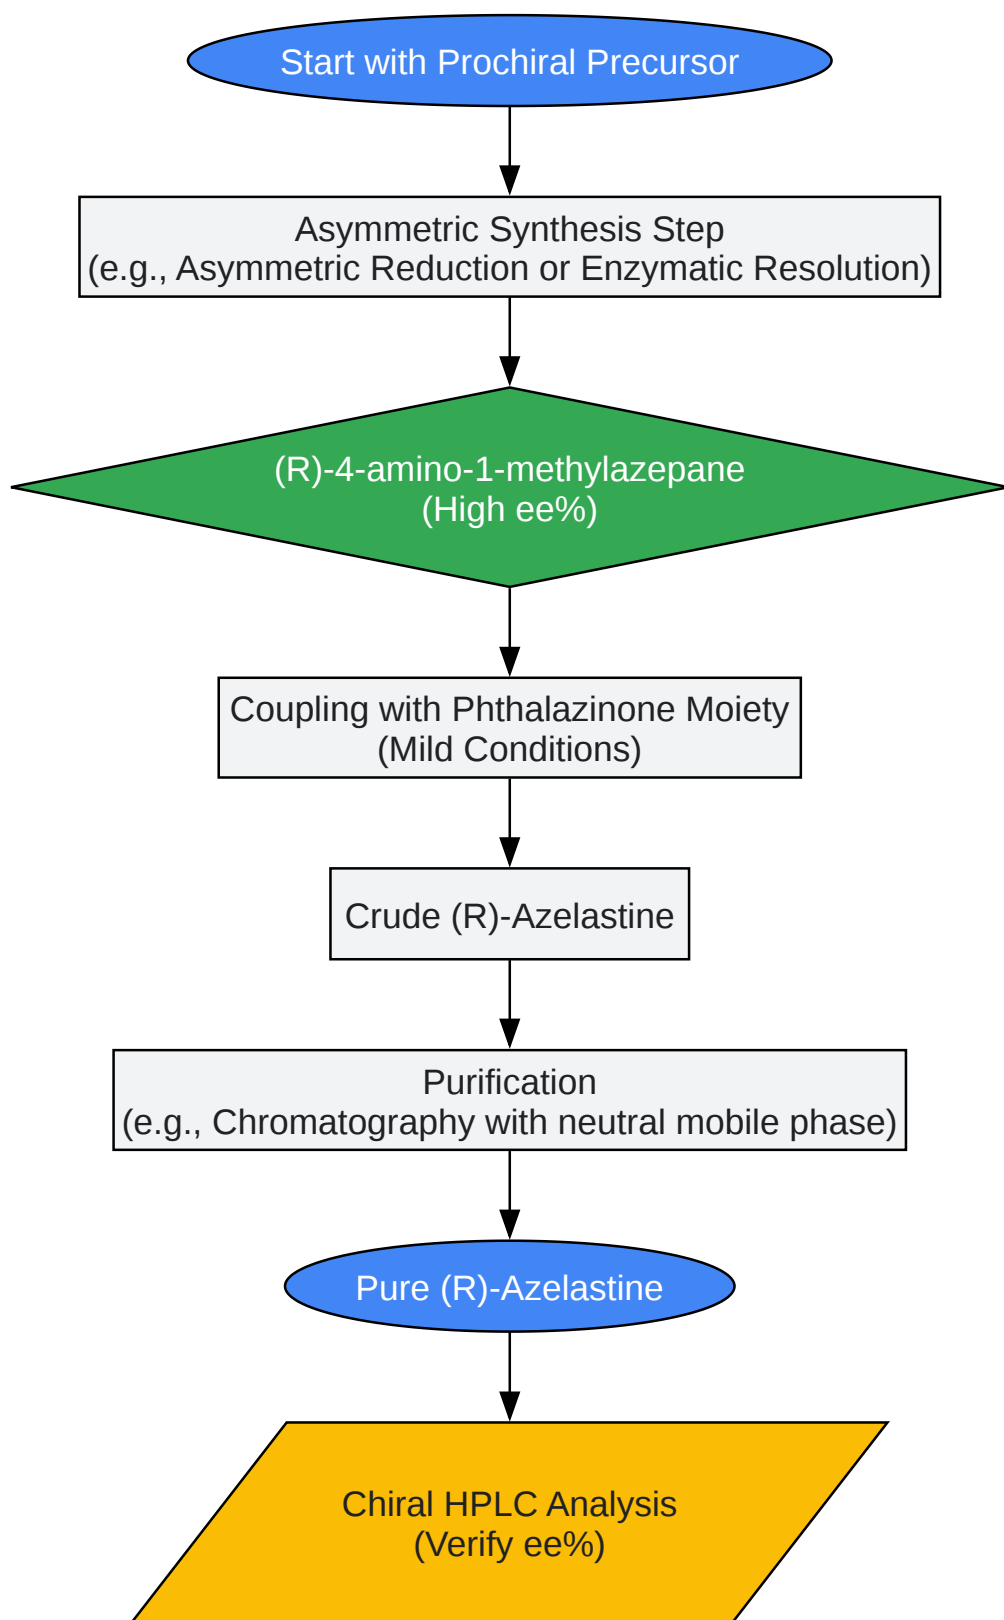 Start with Prochiral Precursor
Asymmetric Synthesis Step
(e.g., Asymmetric Reduction or Enzymatic Resolution)
(R)-4-amino-1-methylazepane
(High ee%)
Coupling with Phthalazinone Moiety
(Mild Conditions)
Crude (R)-Azelastine
Purification
(e.g., Chromatography with neutral mobile phase)
Pure (R)-Azelastine
Chiral HPLC Analysis
(Verify ee%)